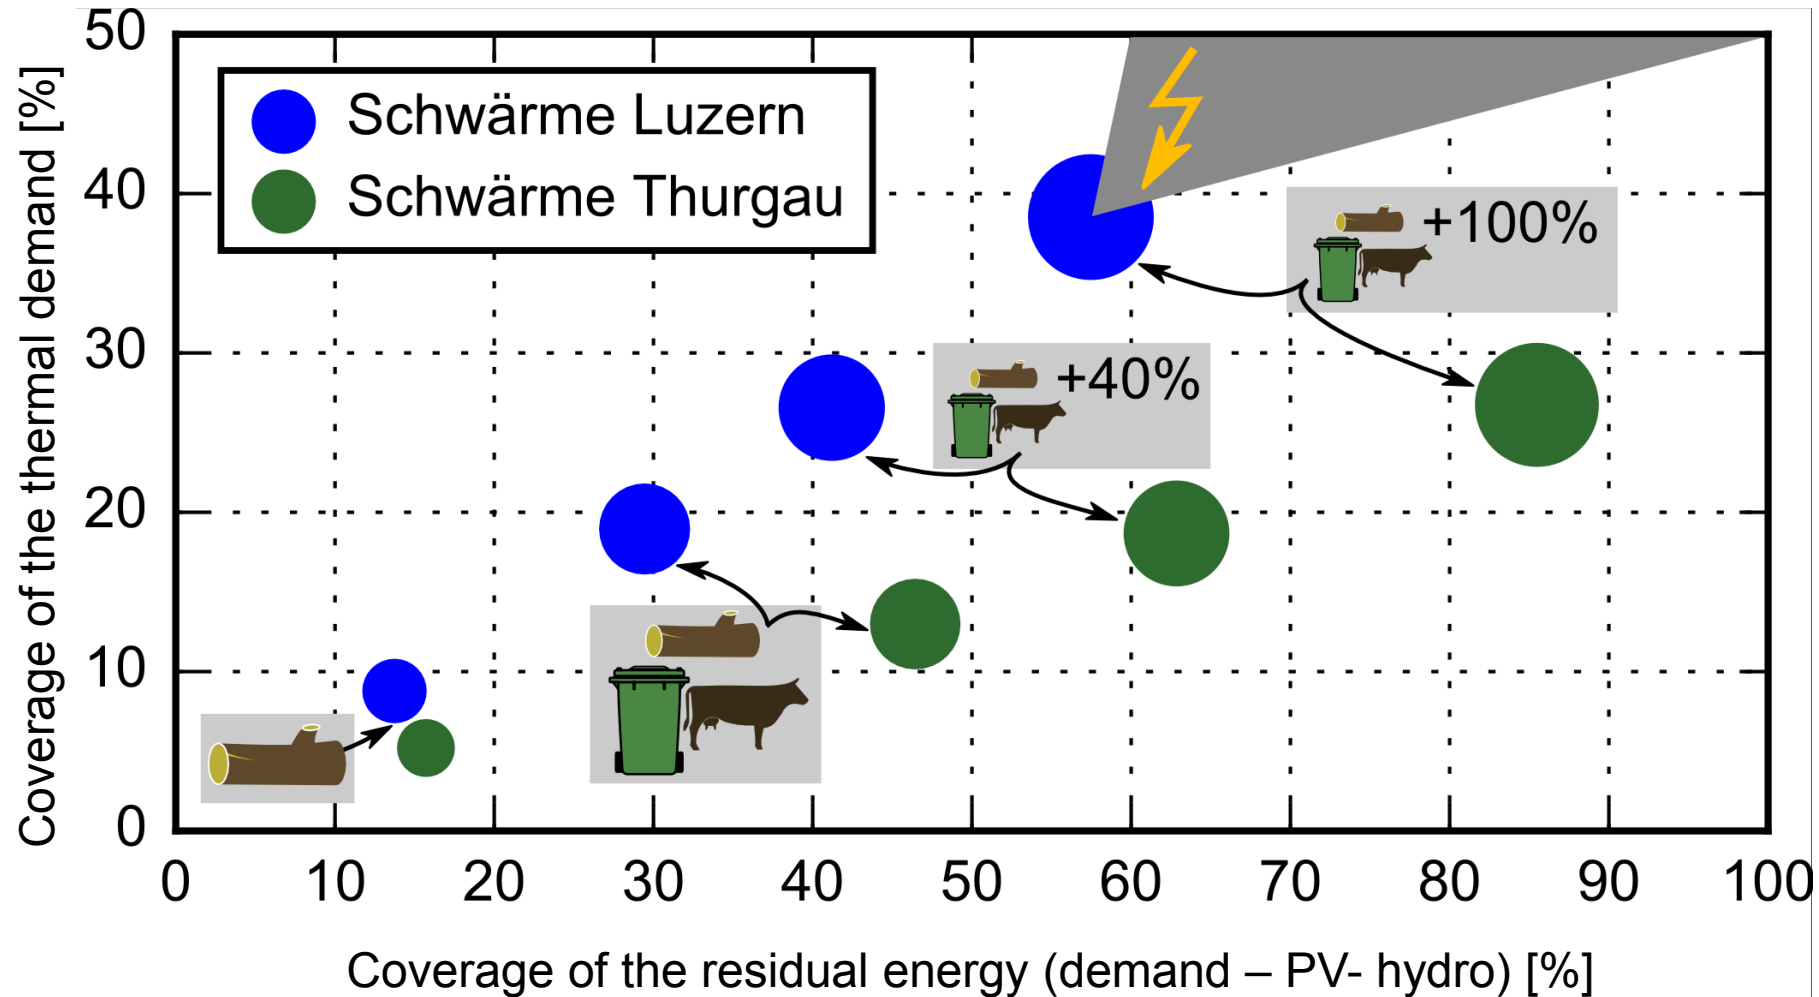 50
40
30
20
10
0
Coverage of the thermal demand [%]
Schwärme Luzern
Schwärme Thurgau
+100%
+40%
0 10 20 30 40 50 60 70 80 90 100
Coverage of the residual energy (demand – PV- hydro) [%]